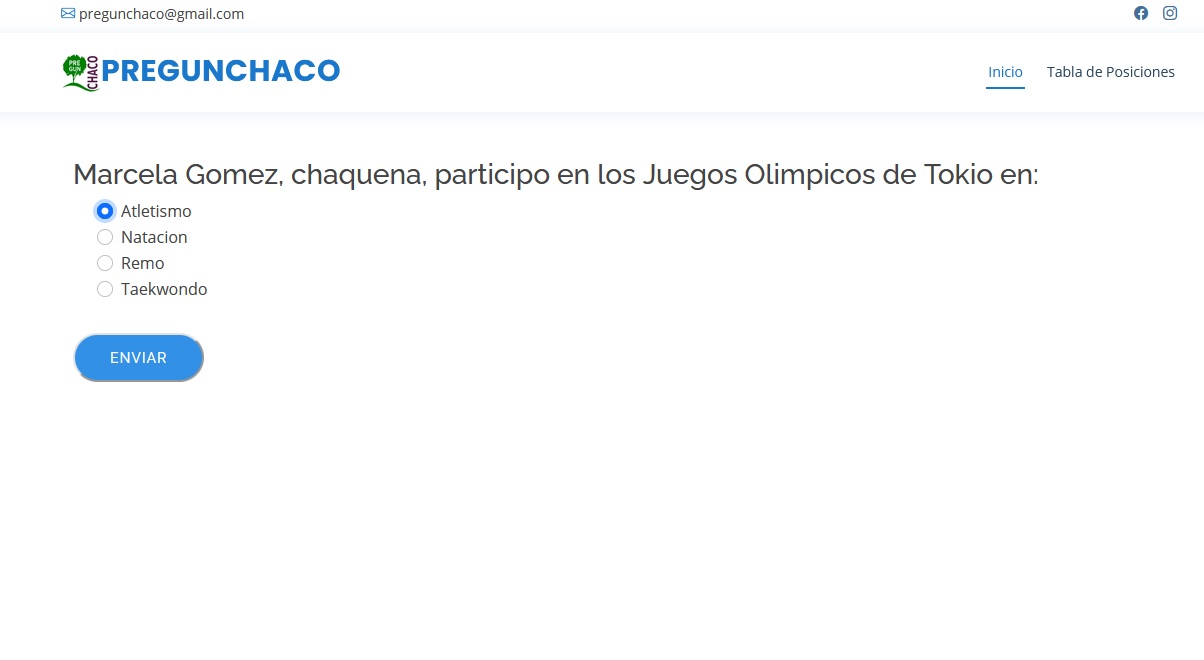 pregunchaco@gmail.com
PRE
GUN
CHACO
PREGUNCHACO
Inicio
Tabla de Posiciones
Marcela Gomez, chaquena, participo en los Juegos Olimpicos de Tokio en:
Atletismo
Natacion
Remo
Taekwondo
ENVIAR